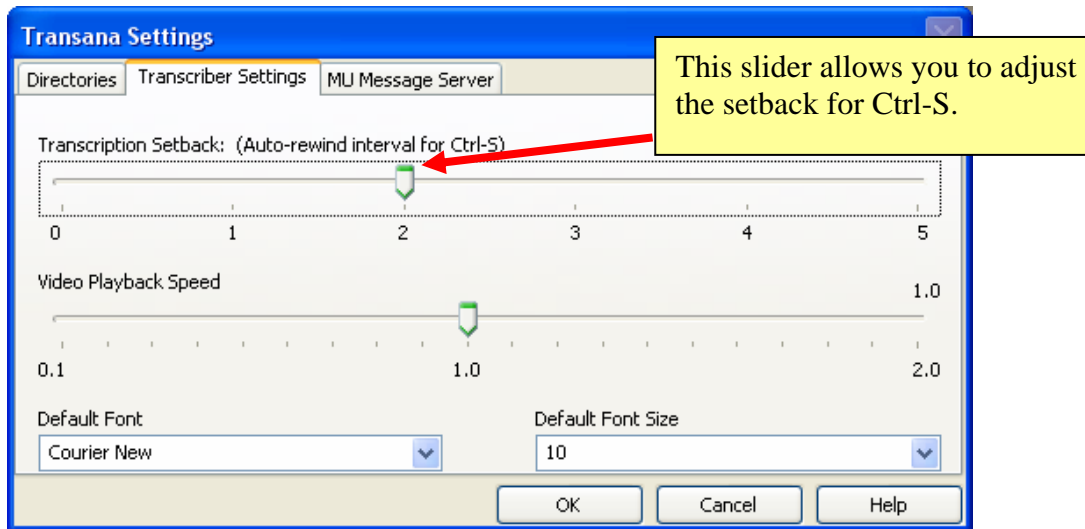 Transana Settings
This slider allows you to adjust
the setback for Ctrl-S.
Directories Transcriber Settings MU Message Server
Transcription Setback: (Auto-rewind interval for Ctrl-S)
0 1 2 3 4 5
Video Playback Speed
1.0
0.1 1.0 2.0
Default Font Default Font Size
Courier New 10
OK Cancel Help